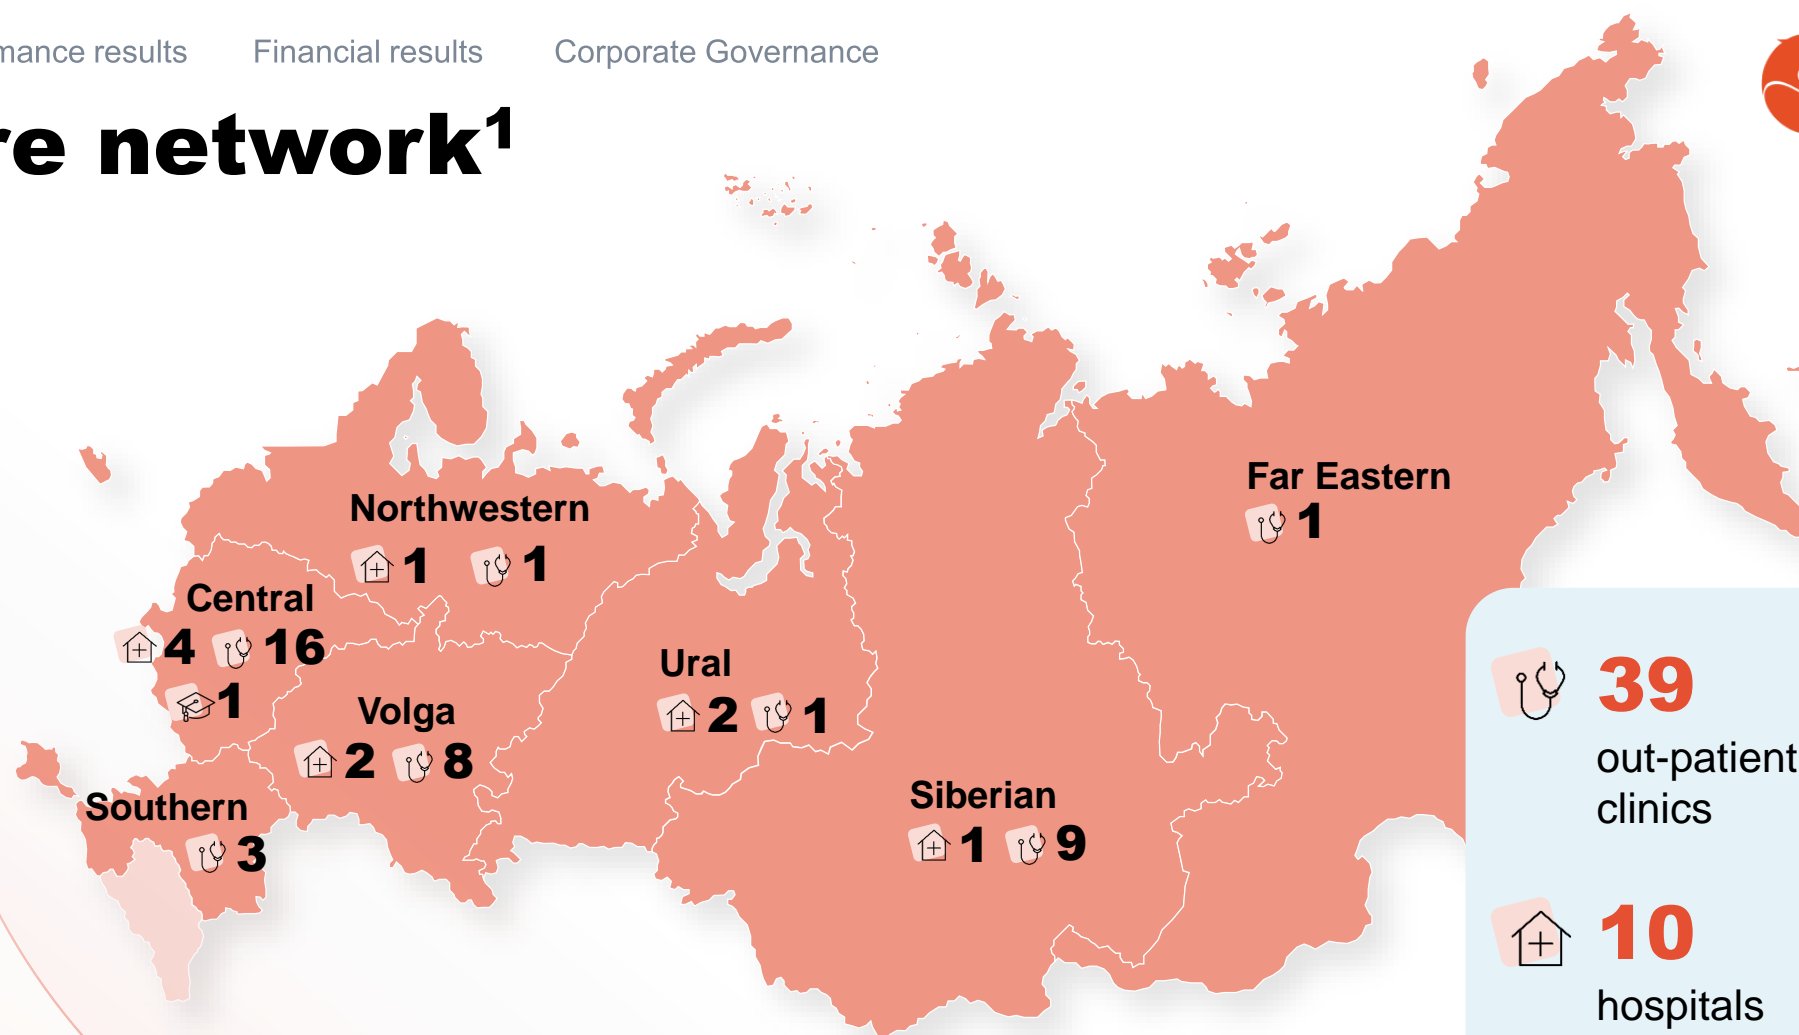 mance results Financial results Corporate Governance
re network¹
Far Eastern
1
Northwestern
1 1
Central
4 16
1
Ural
2 1
Volga
2 8
Siberian
1 9
Southern
3
39
out-patient
clinics
10
hospitals